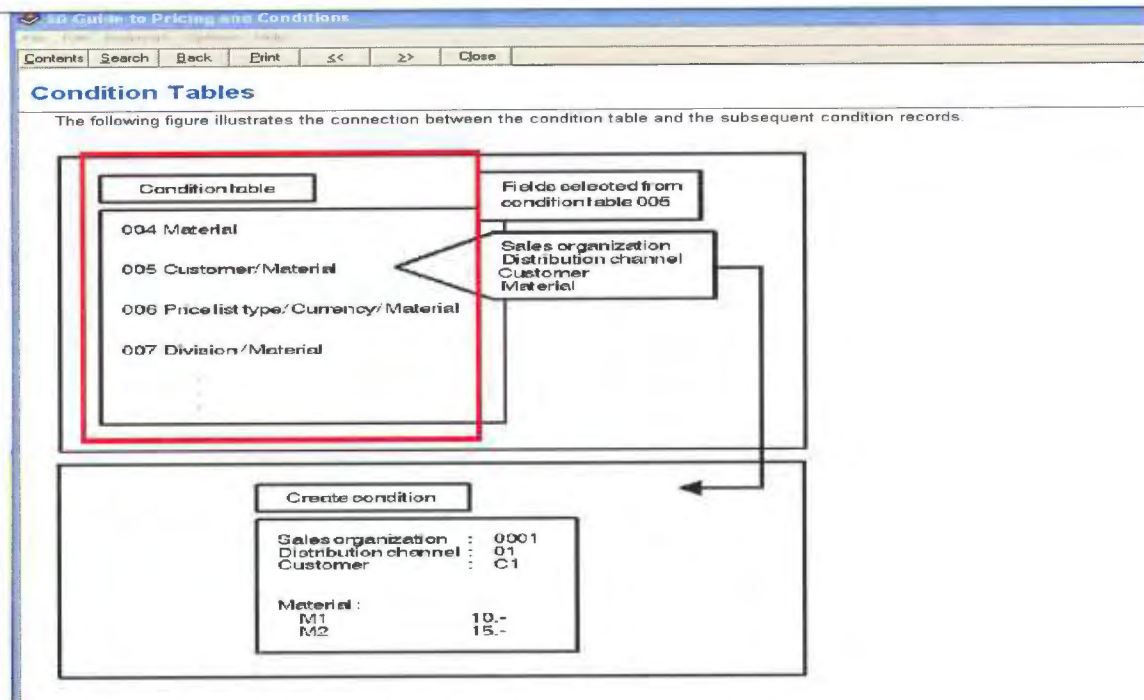 SD Guide to Pricing and Conditions
Contents Search Back Print << >> Close
Condition Tables
The following figure illustrates the connection between the condition table and the subsequent condition records.
Condition table
004 Material
005 Customer/Material
006 Price list type/Currency/Material
007 Division/Material
Fields selected from
condition table 005
Sales organization
Distribution channel
Customer
Material
Create condition
Sales organization : 0001
Distribution channel : 01
Customer : C1
Material :
M1 10.-
M2 15.-